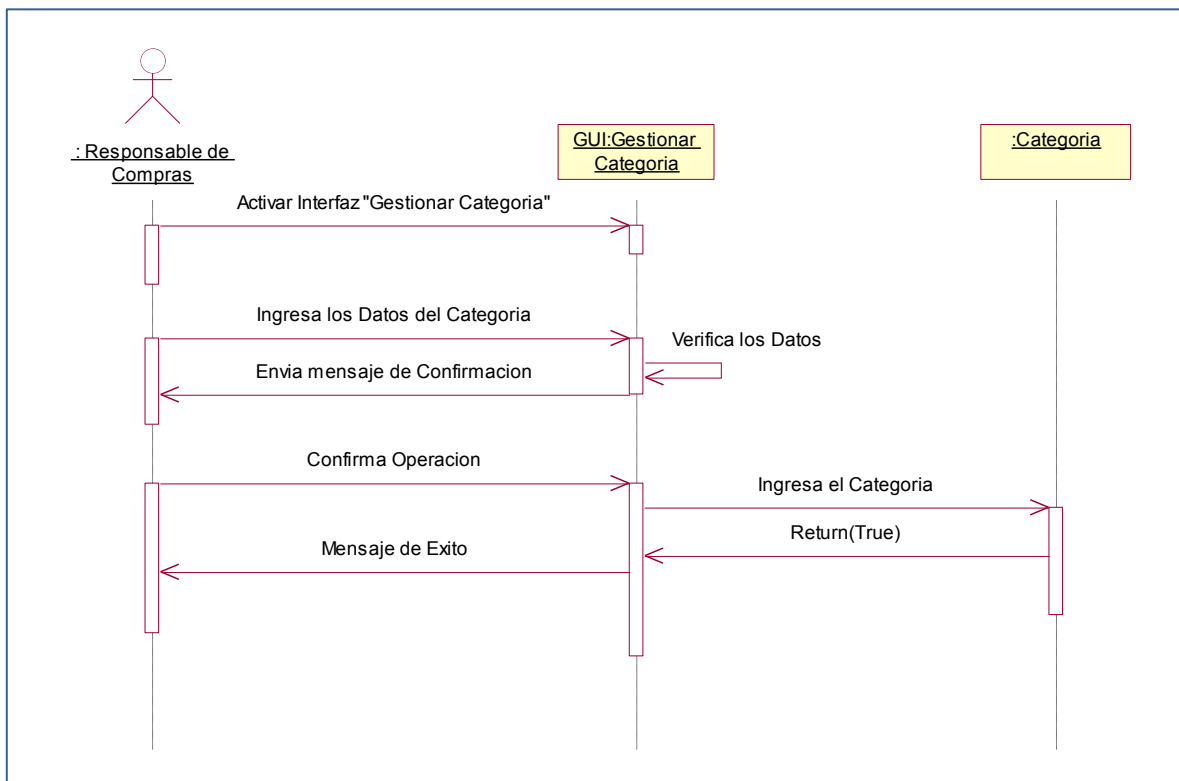 : Responsable de
Compras
GUI:Gestionar
Categoria
:Categoria
Activar Interfaz "Gestionar Categoria"
Ingresa los Datos del Categoria
Verifica los Datos
Envia mensaje de Confirmacion
Confirma Operacion
Ingresa el Categoria
Return(True)
Mensaje de Exito